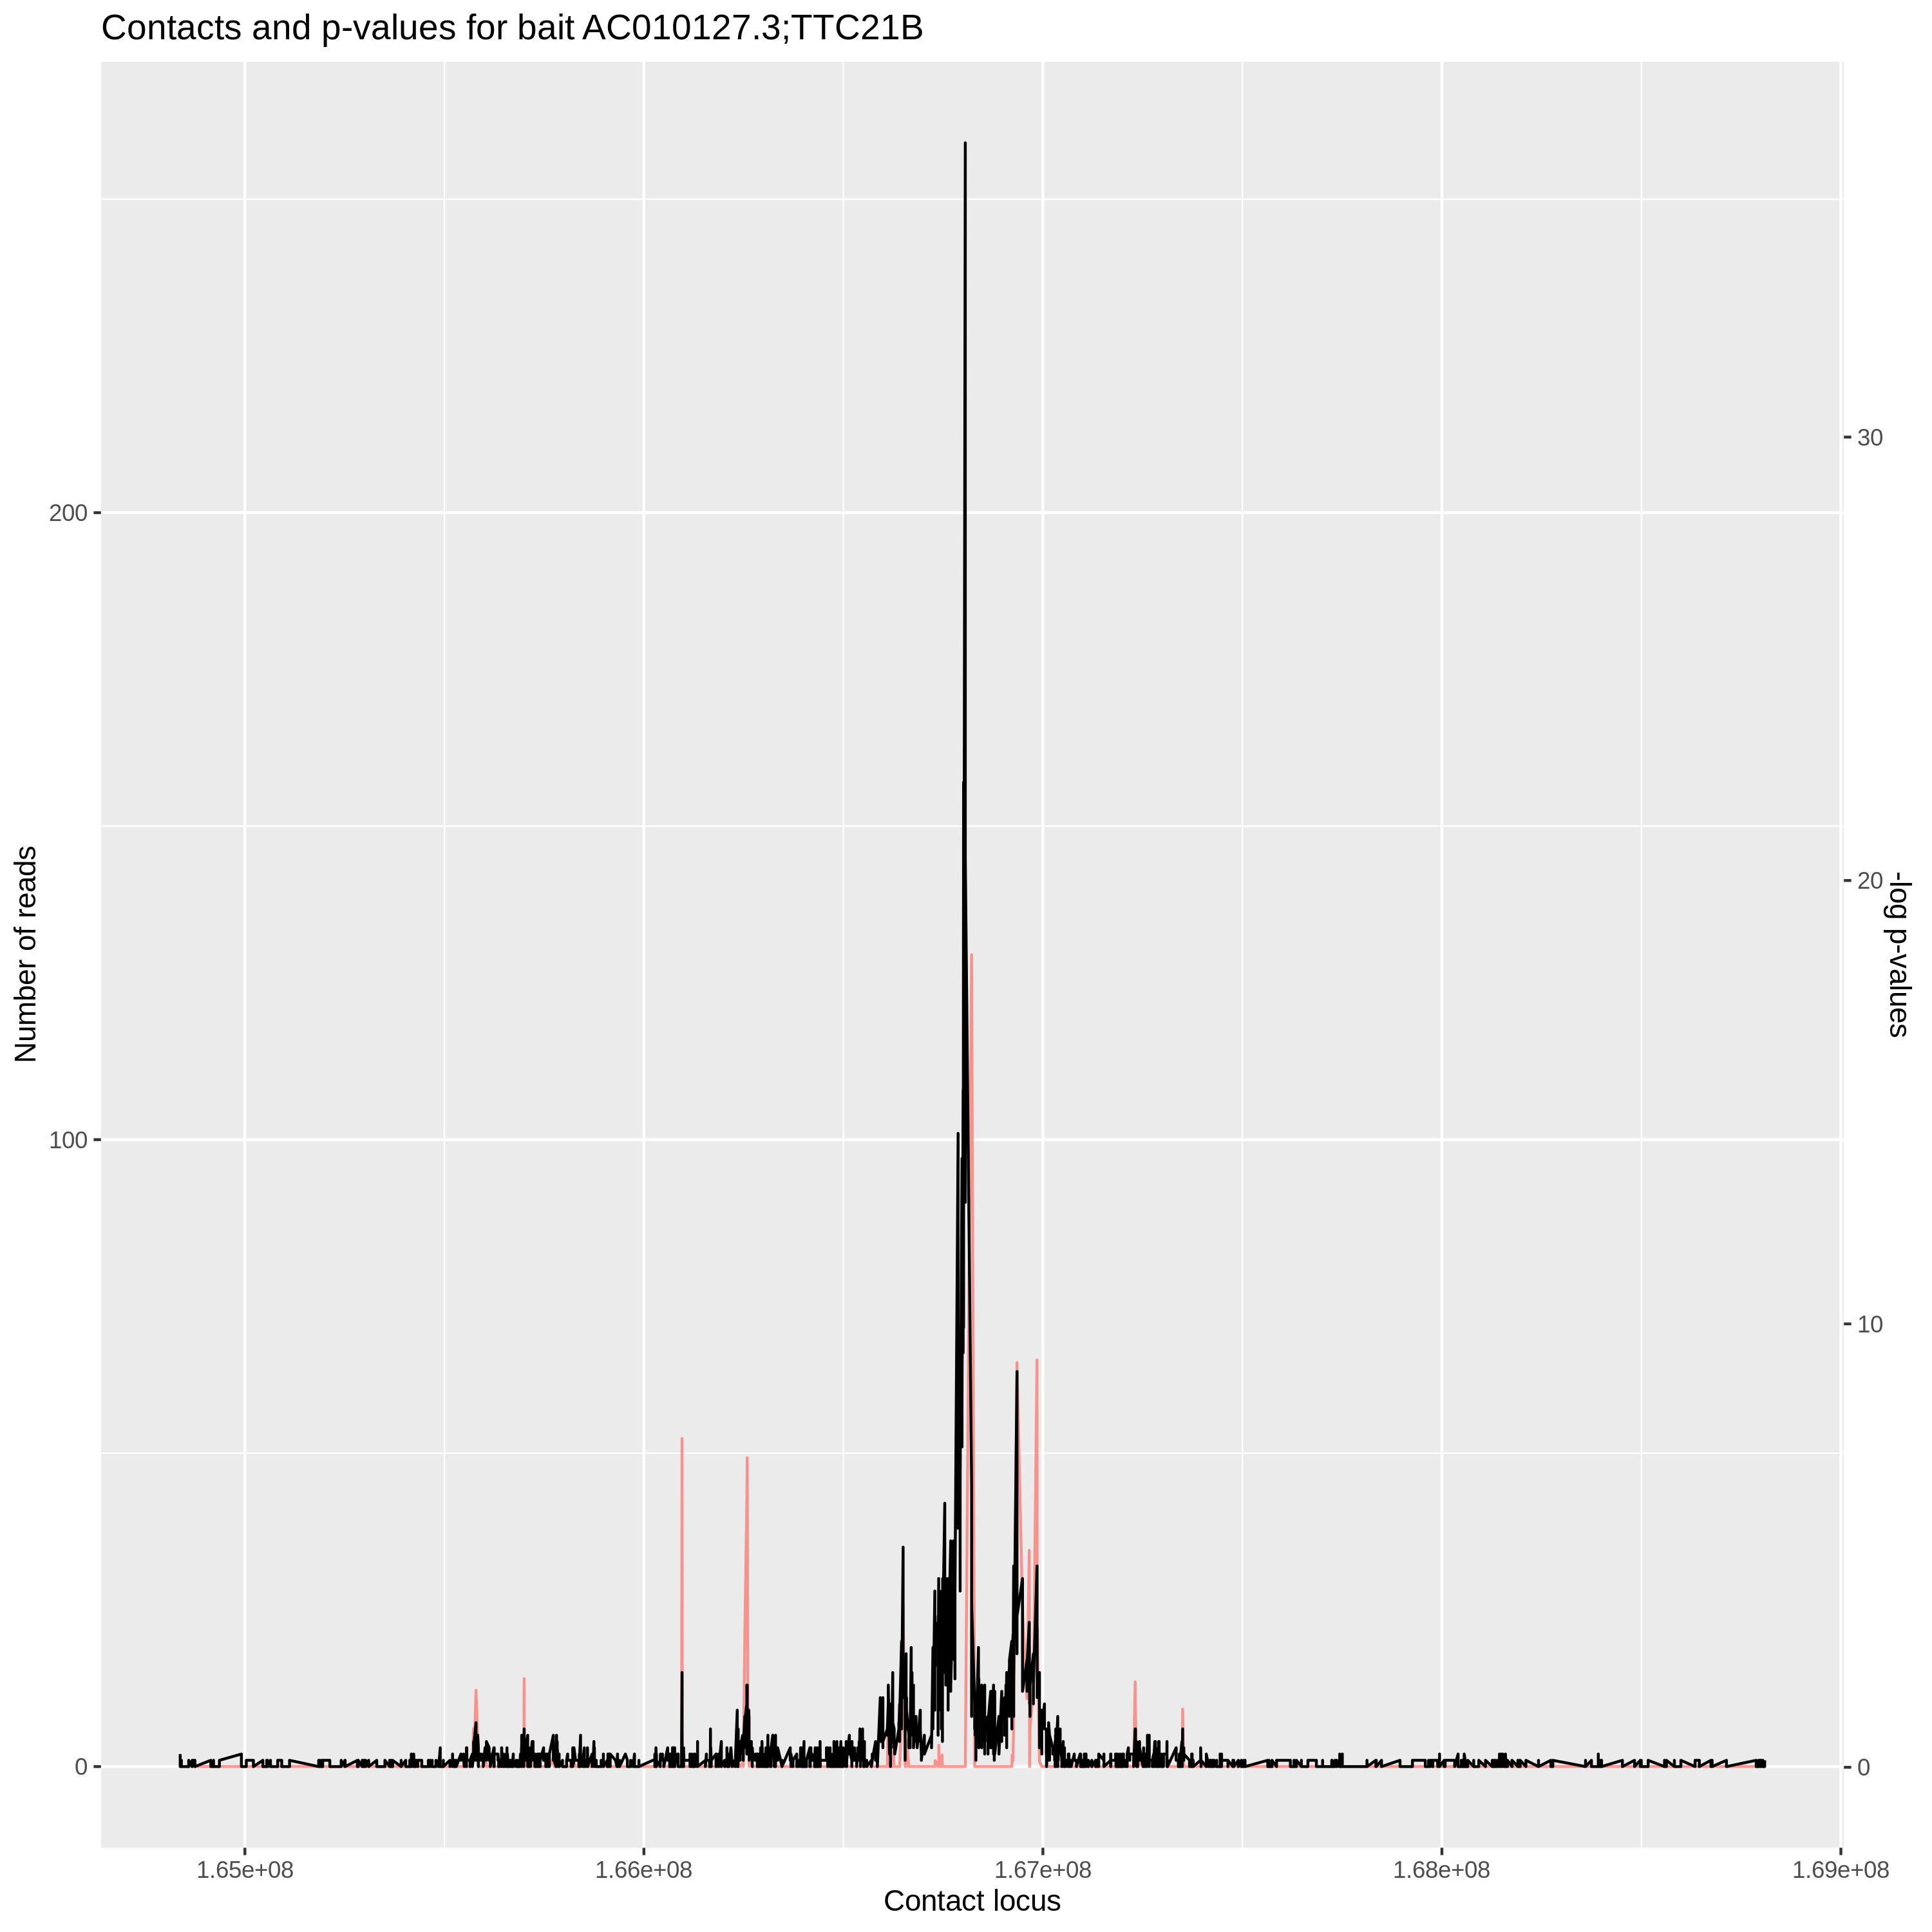 Contacts and p-values for bait AC010127.3;TTC21B
Number of reads
200
100
0
30
20
10
0
-log p-values
1.65e+08
1.66e+08
1.67e+08
1.68e+08
1.69e+08
Contact locus